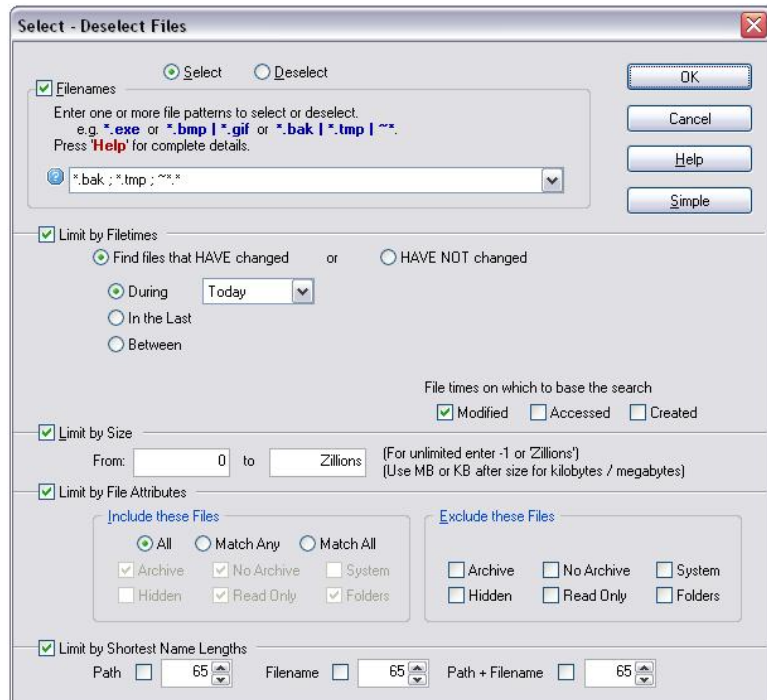 Select - Deselect Files
Select Deselect
Filenames
Enter one or more file patterns to select or deselect.
e.g. *.exe or *.bmp | *.gif or *.bak | *.tmp | ~*.
Press 'Help' for complete details.
*.bak ; *.tmp ; ~*.*
OK
Cancel
Help
Simple
Limit by Filetimes
Find files that HAVE changed or HAVE NOT changed
During Today
In the Last
Between
File times on which to base the search
Modified Accessed Created
Limit by Size
From: 0 to Zillions (For unlimited enter -1 or 'Zillions')
(Use MB or KB after size for kilobytes / megabytes)
Limit by File Attributes
Include these Files
All Match Any Match All
Archive No Archive System
Hidden Read Only Folders
Exclude these Files
Archive No Archive System
Hidden Read Only Folders
Limit by Shortest Name Lengths
Path 65 Filename 65 Path + Filename 65